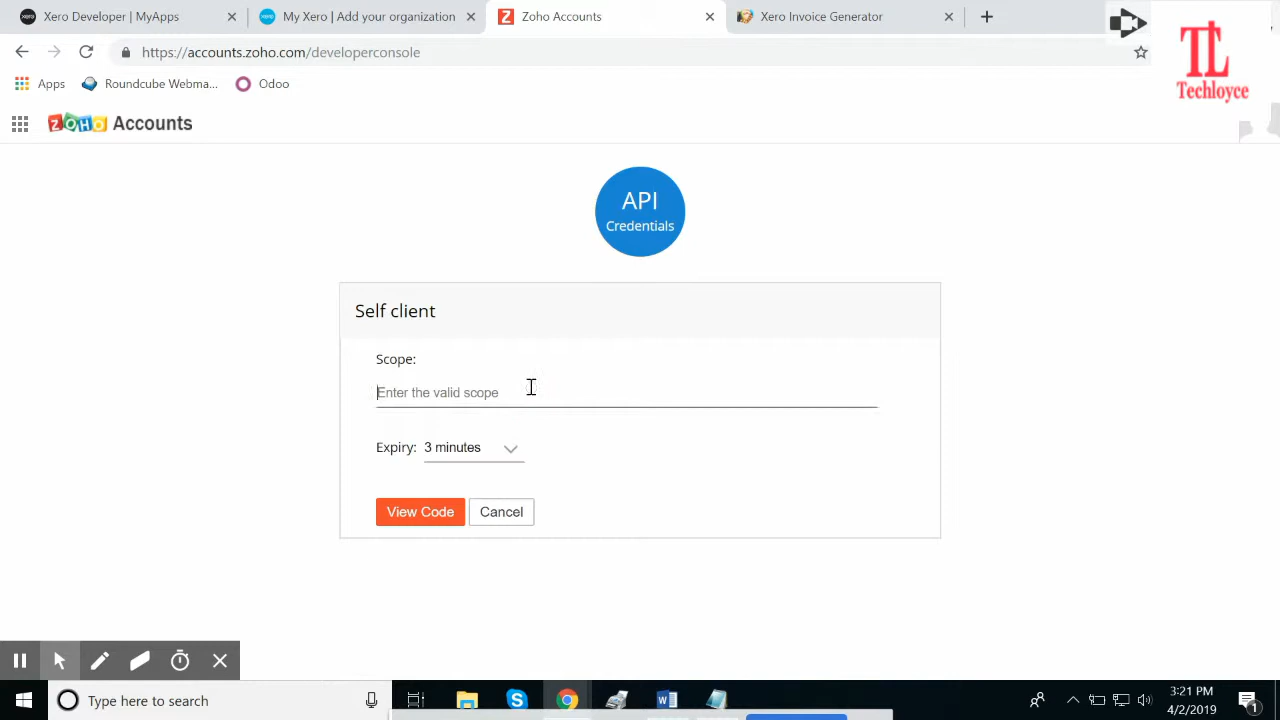 Xero Developer | MyApps
My Xero | Add your organization
Zoho Accounts
Xero Invoice Generator
https://accounts.zoho.com/developerconsole
TL
Techloyce
Apps
Roundcube Webma...
Odoo
ZOHO Accounts
API
Credentials
Self client
Scope:
Enter the valid scope
Expiry: 3 minutes
View Code
Cancel
Type here to search
3:21 PM
4/2/2019
1